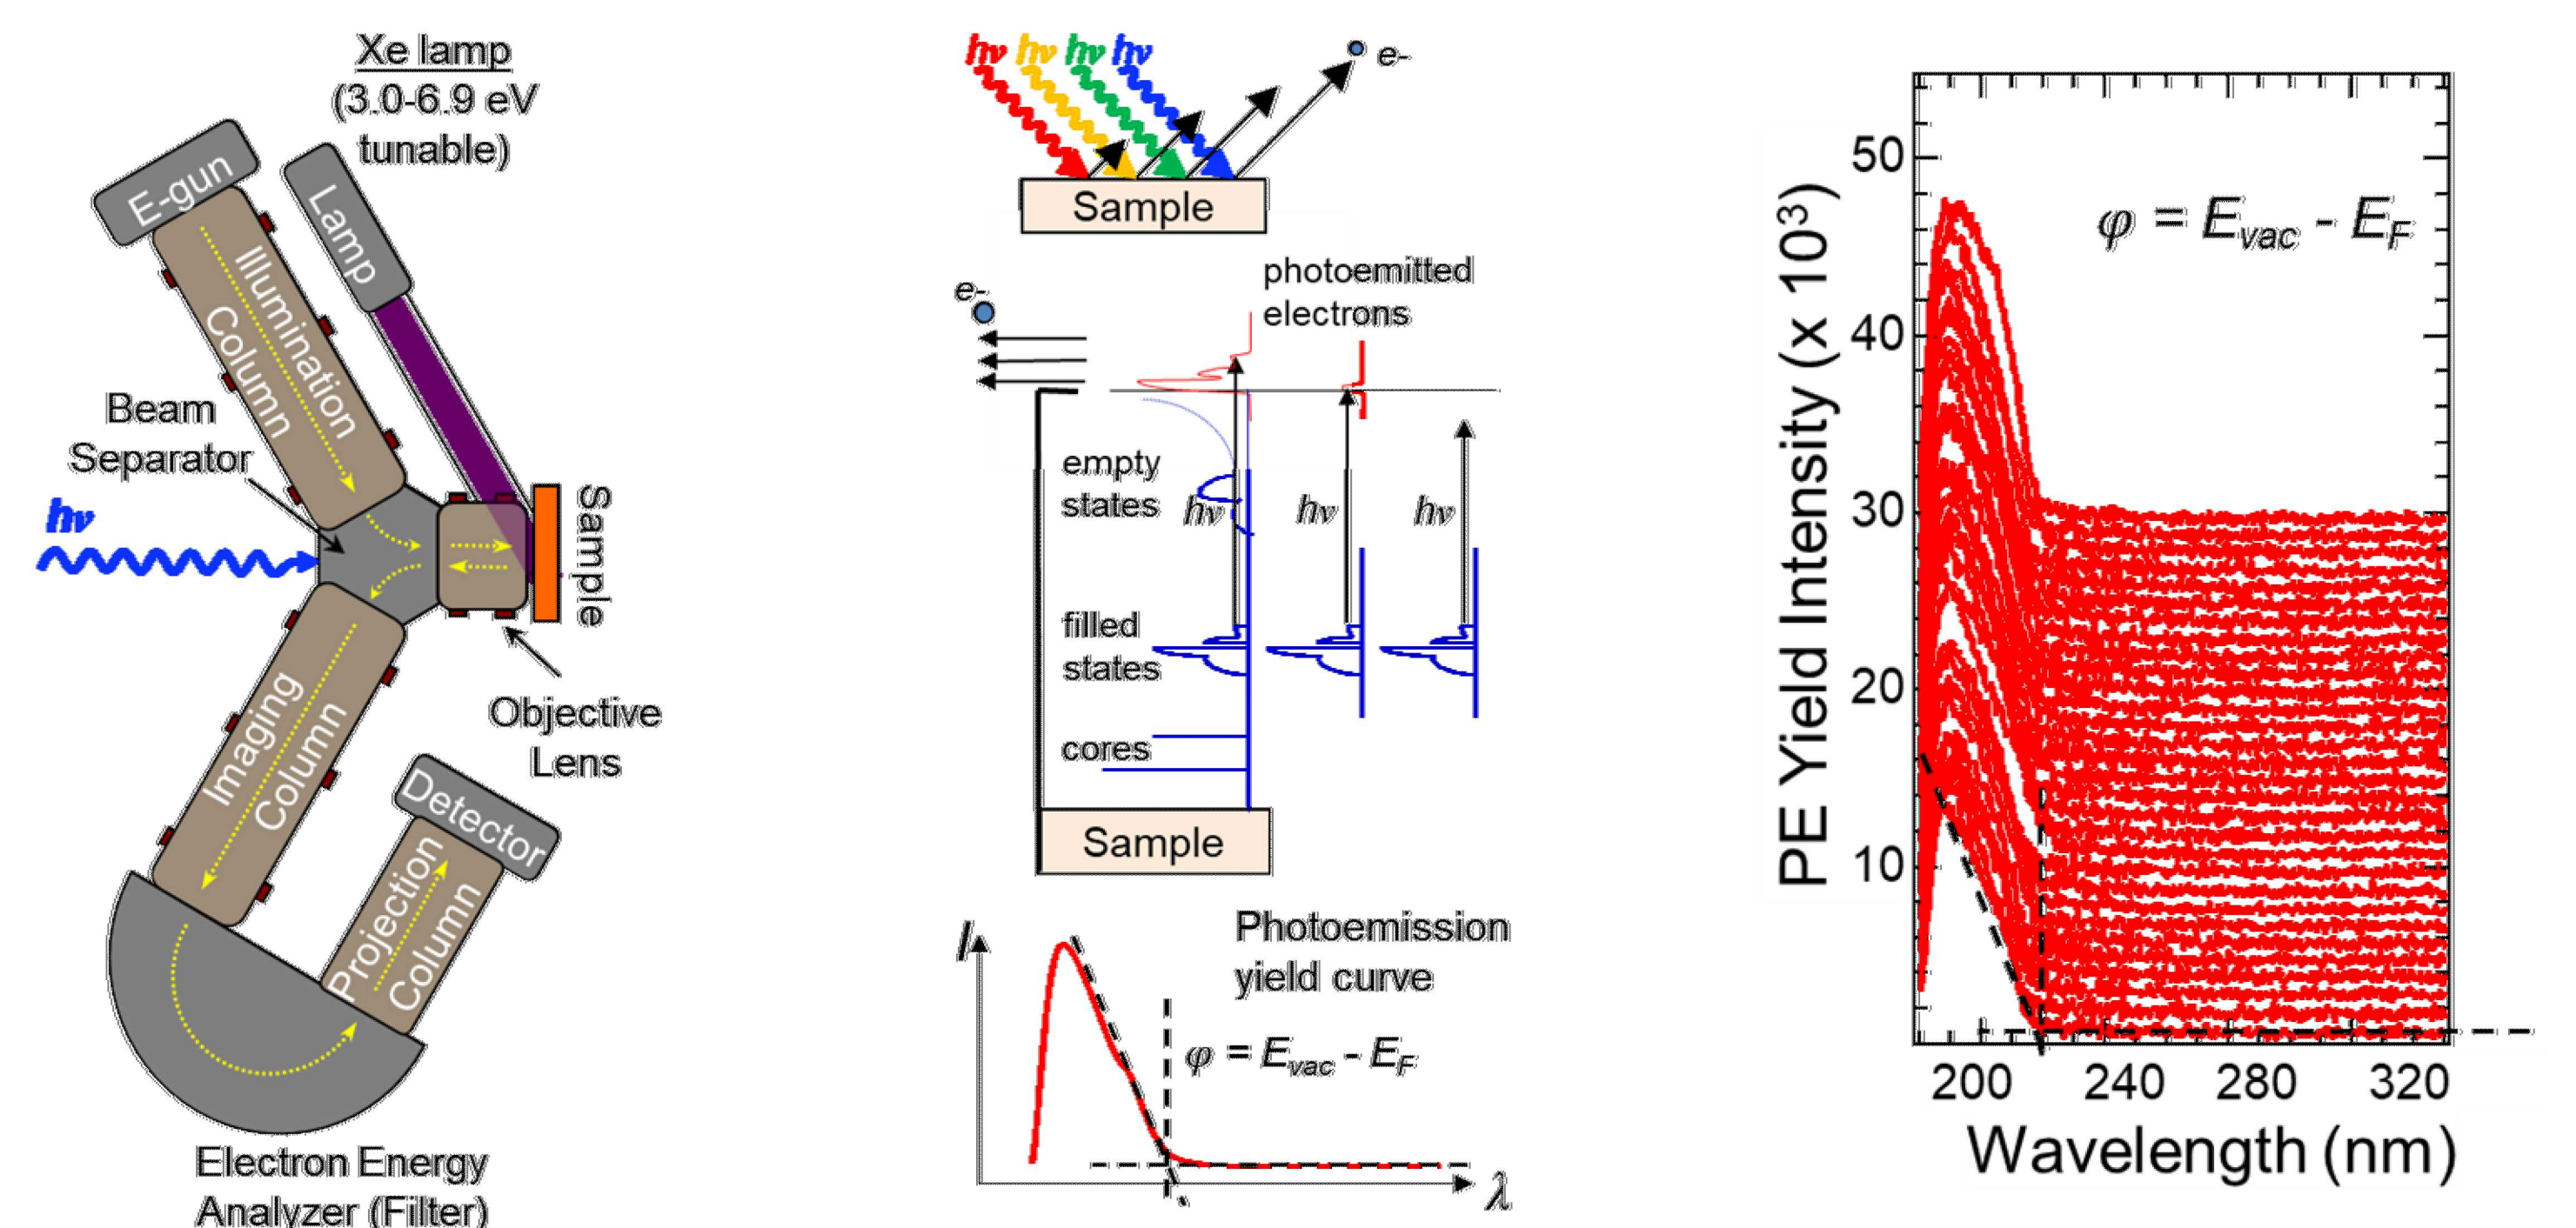 Xe lamp
(3.0-6.9 eV
tunable)
E-gun
Lamp
Illumination
Column
Beam
Separator
hν
Sample
Objective
Lens
Imaging
Column
Detector
Projection
Column
Electron Energy
Analyzer (Filter)
hν hν hν hν
e-
Sample
photoemitted
electrons
e-
empty
states
hν hν hν
filled
states
cores
Sample
I
Photoemission
yield curve
φ = Evac - EF
λ
PE Yield Intensity (x 10³)
50
40
30
20
10
φ = Evac - EF
200 240 280 320
Wavelength (nm)